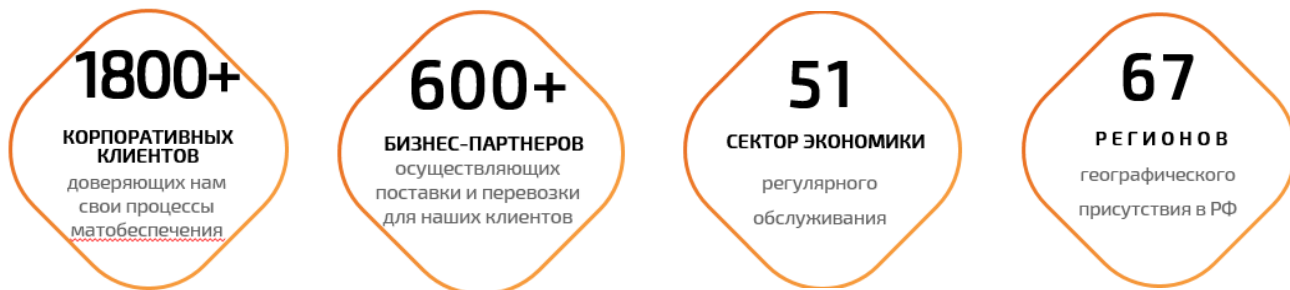 1800+
КОРПОРАТИВНЫХ
КЛИЕНТОВ
доверяющих нам
свои процессы
матобеспечения
600+
БИЗНЕС-ПАРТНЕРОВ
осуществляющих
поставки и перевозки
для наших клиентов
51
СЕКТОР ЭКОНОМИКИ
регулярного
обслуживания
67
РЕГИОНОВ
географического
присутствия в РФ